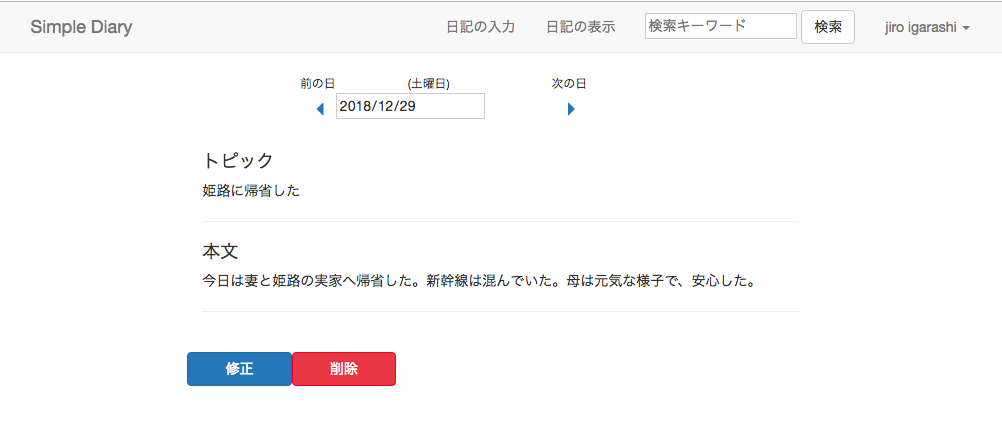 Simple Diary 日記の入力 日記の表示 検索キーワード 検索 jiro igarashi
前の日 (土曜日) 次の日
2018/12/29
トピック
姫路に帰省した
本文
今日は妻と姫路の実家へ帰省した。新幹線は混んでいた。母は元気な様子で、安心した。
修正 削除